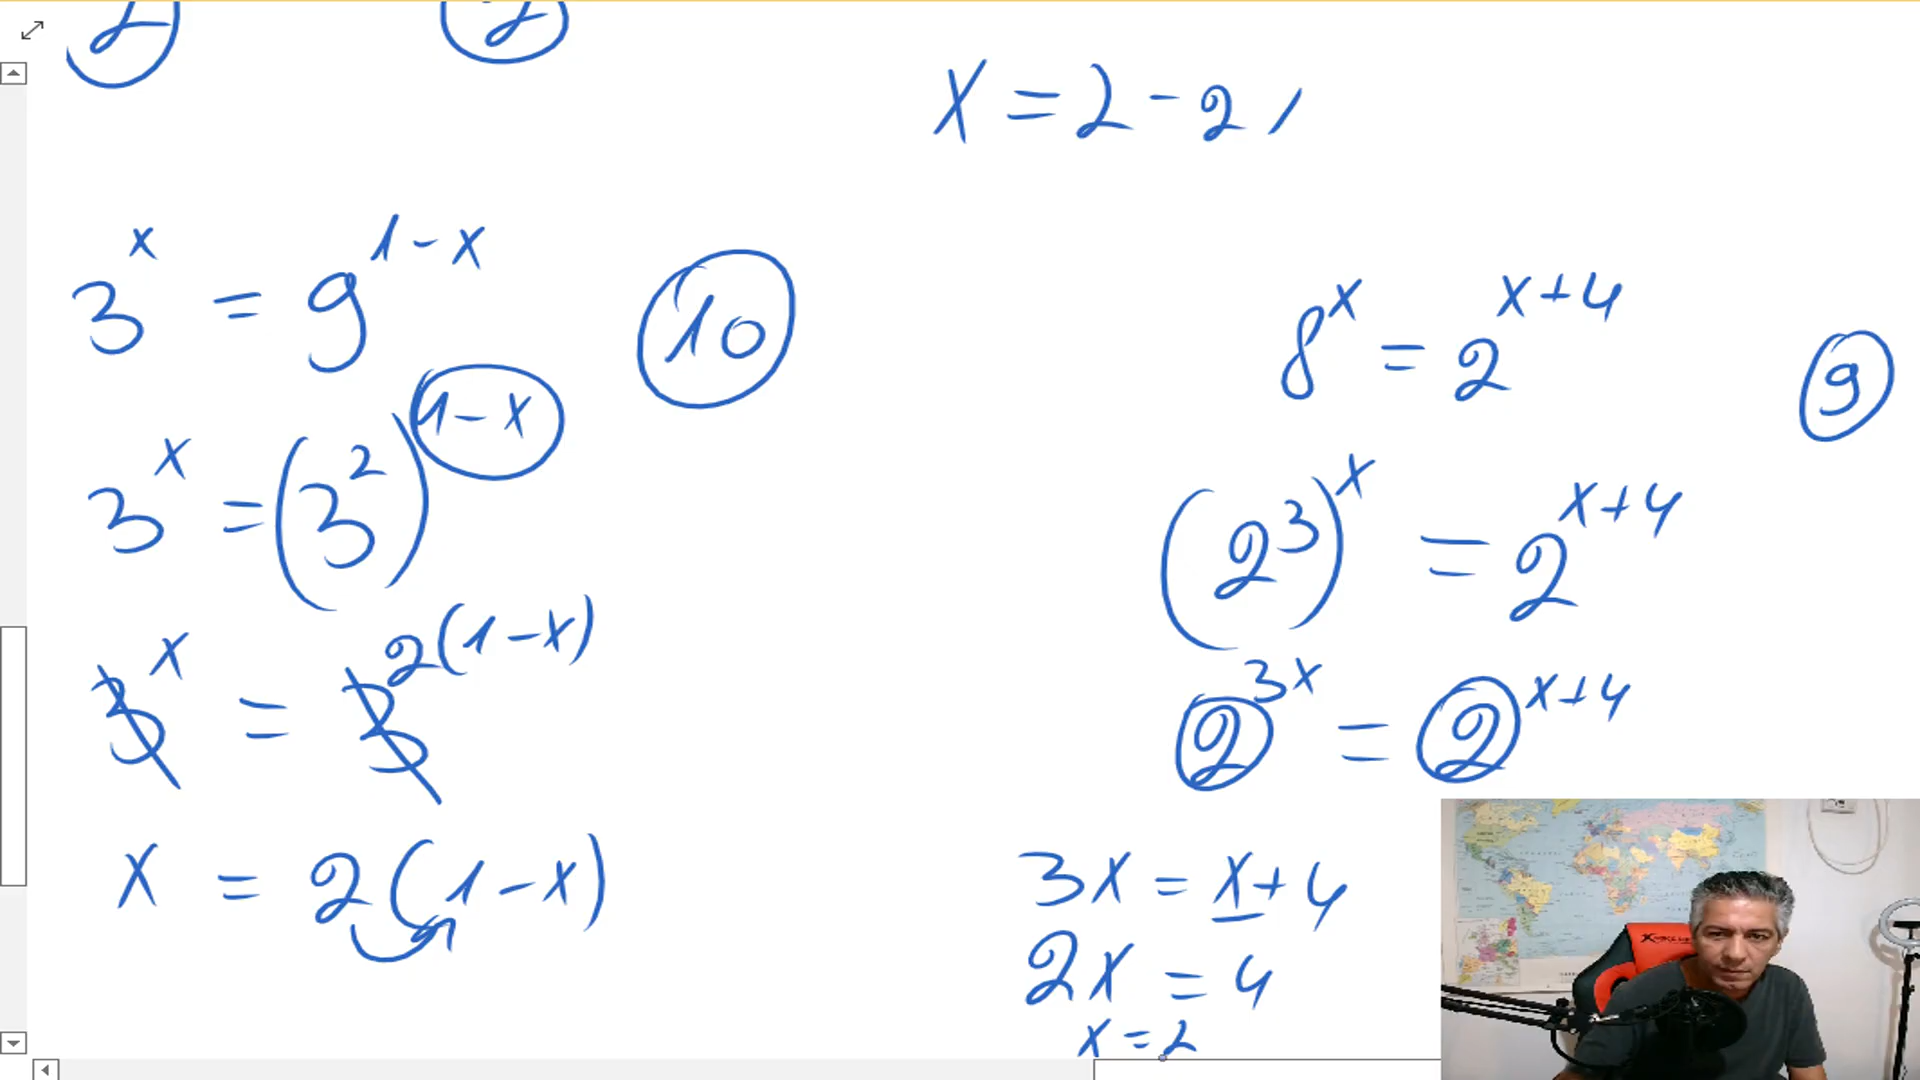 X = 2 - 2
3^x = 9^{1-x}
10
3^x = (3^2)^{1-x}
3^x = 3^{2(1-x)}
x = 2(1-x)
8^x = 2^{x+4}
9
(2^3)^x = 2^{x+4}
2^{3x} = 2^{x+4}
3x = x+4
2x = 4
x = 2